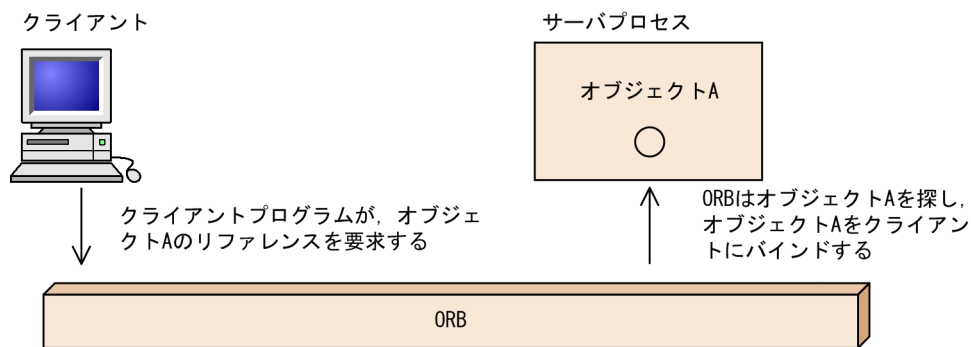 クライアント
サーバプロセス
オブジェクトA
クライアントプログラムが，オブジェ
クトAのリファレンスを要求する
ORBはオブジェクトAを探し，
オブジェクトAをクライアン
トにバインドする
ORB